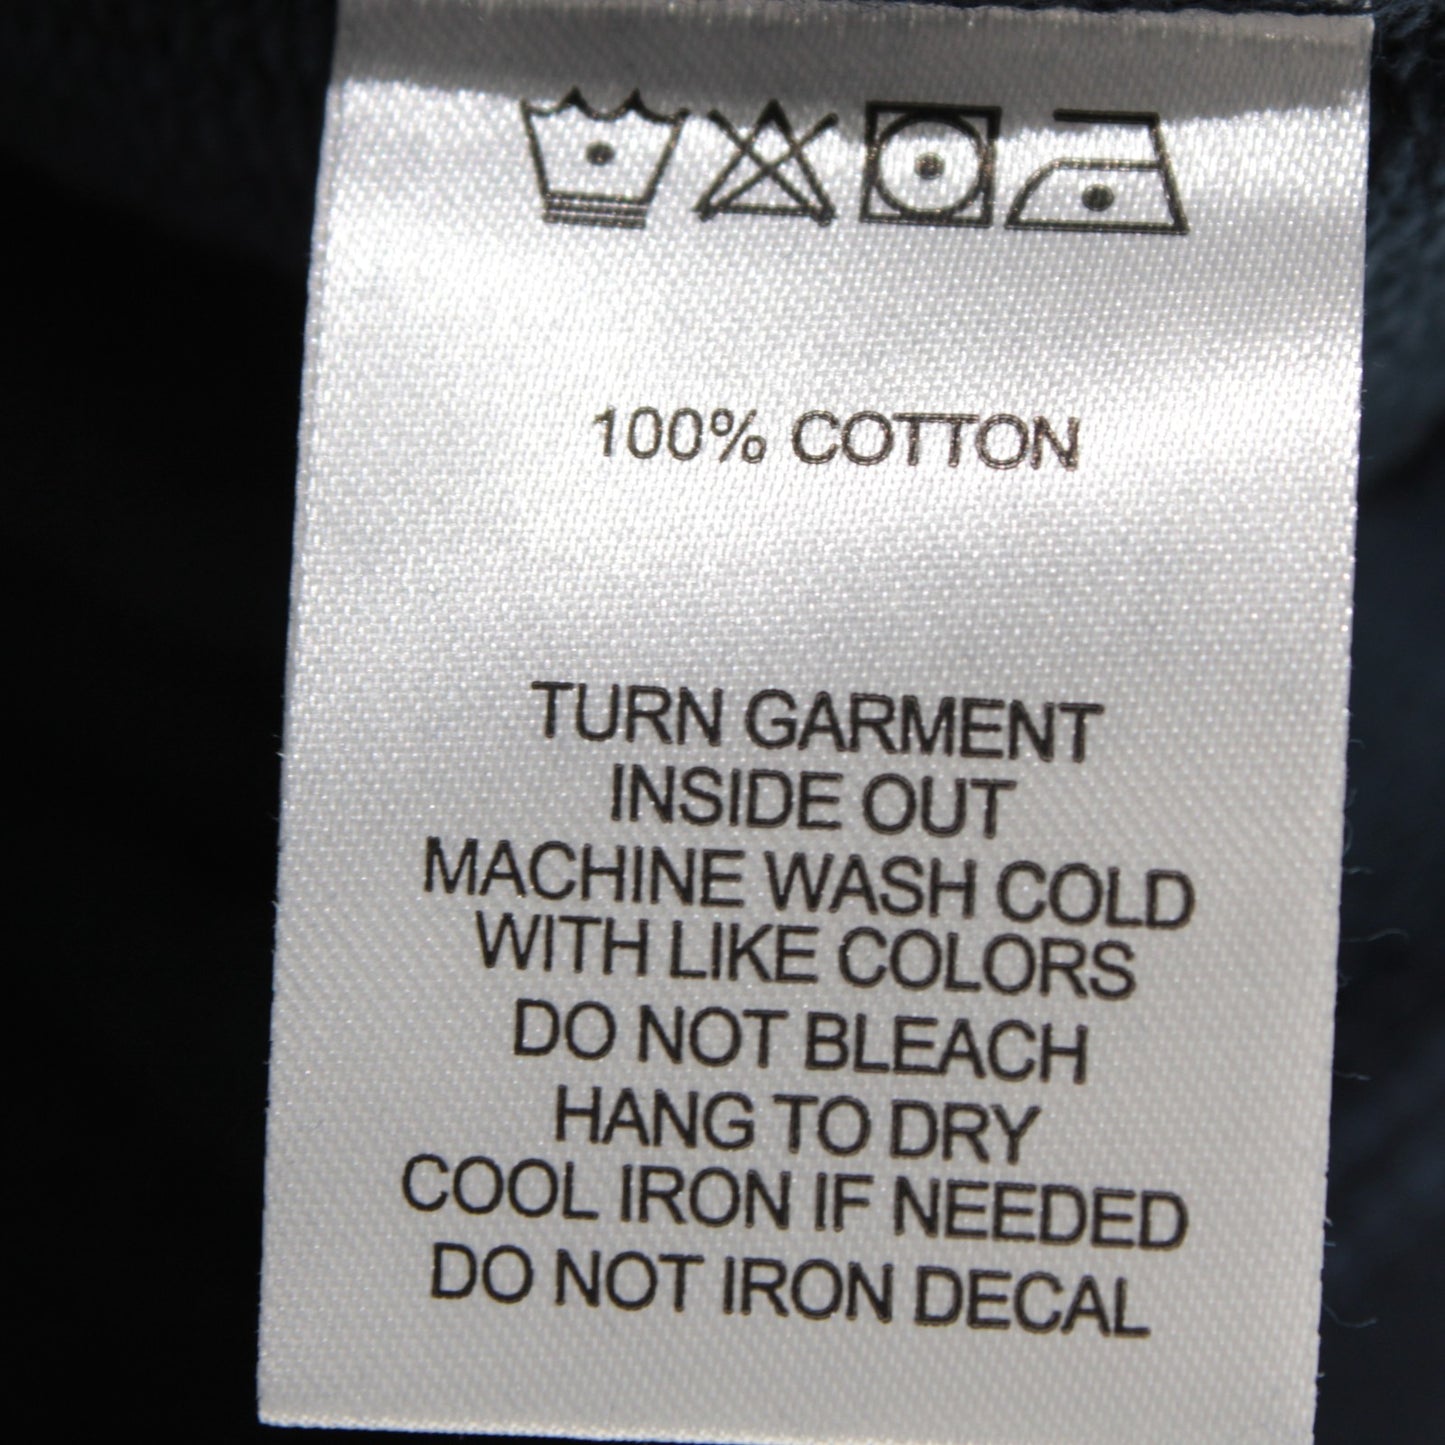 100% COTTON
TURN GARMENT
INSIDE OUT
MACHINE WASH COLD
WITH LIKE COLORS
DO NOT BLEACH
HANG TO DRY
COOL IRON IF NEEDED
DO NOT IRON DECAL